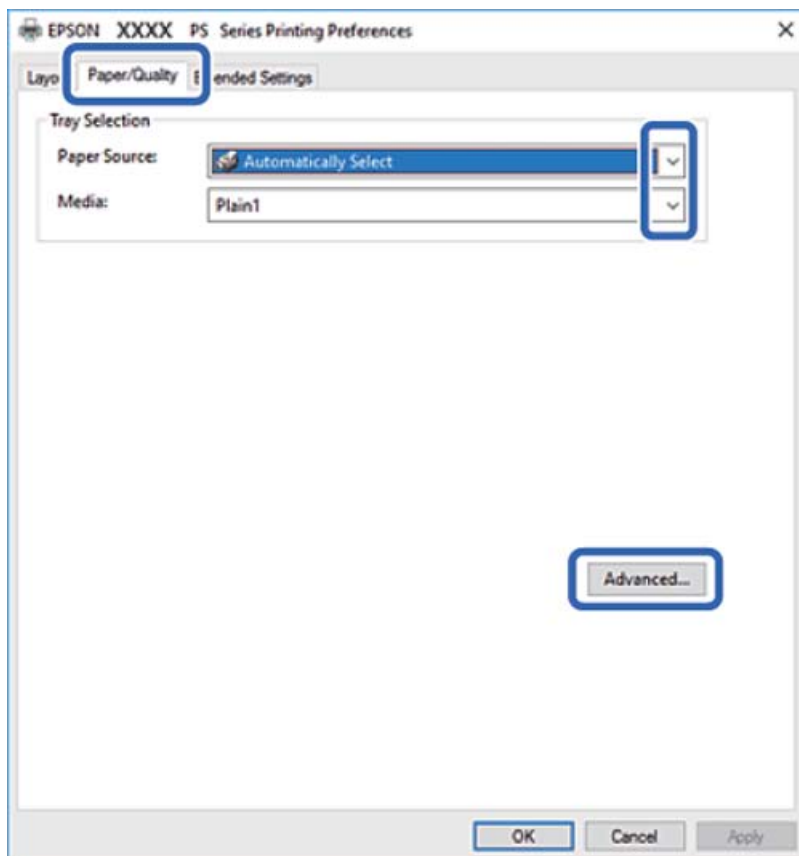 EPSON XXXX PS Series Printing Preferences
Layo Paper/Quality ended Settings
Tray Selection
Paper Source: Automatically Select
Media: Plain1
Advanced...
OK Cancel Apply